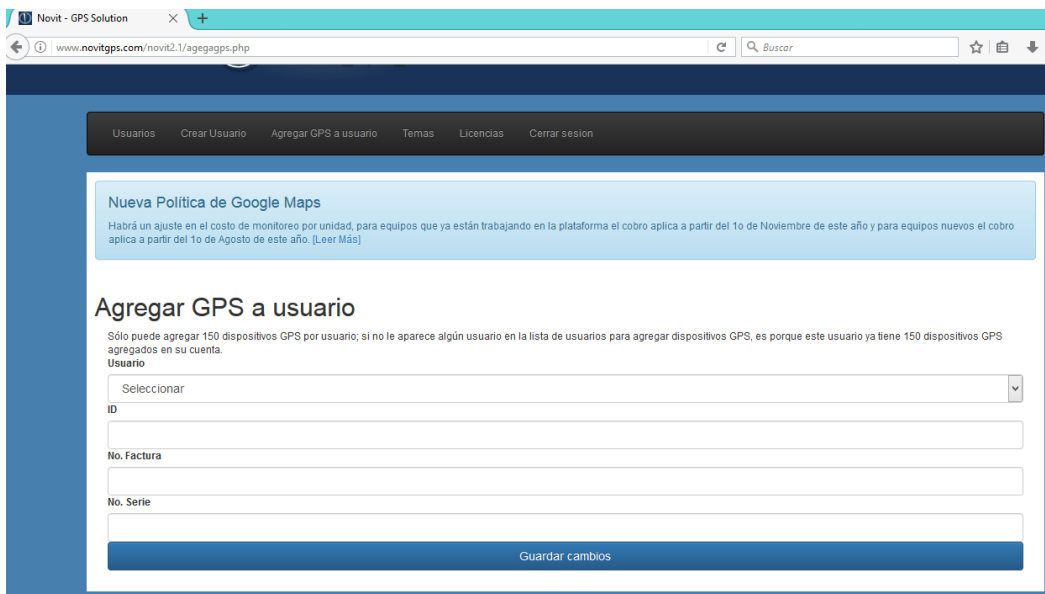 Novit - GPS Solution
www.novitgps.com/novit2.1/agegagps.php
Buscar
Usuarios Crear Usuario Agregar GPS a usuario Temas Licencias Cerrar sesion
Nueva Política de Google Maps
Habrá un ajuste en el costo de monitoreo por unidad, para equipos que ya están trabajando en la plataforma el cobro aplica a partir del 1o de Noviembre de este año y para equipos nuevos el cobro
aplica a partir del 1o de Agosto de este año. [Leer Más]
Agregar GPS a usuario
Sólo puede agregar 150 dispositivos GPS por usuario; si no le aparece algún usuario en la lista de usuarios para agregar dispositivos GPS, es porque este usuario ya tiene 150 dispositivos GPS
agregados en su cuenta.
Usuario
Seleccionar
ID
No. Factura
No. Serie
Guardar cambios